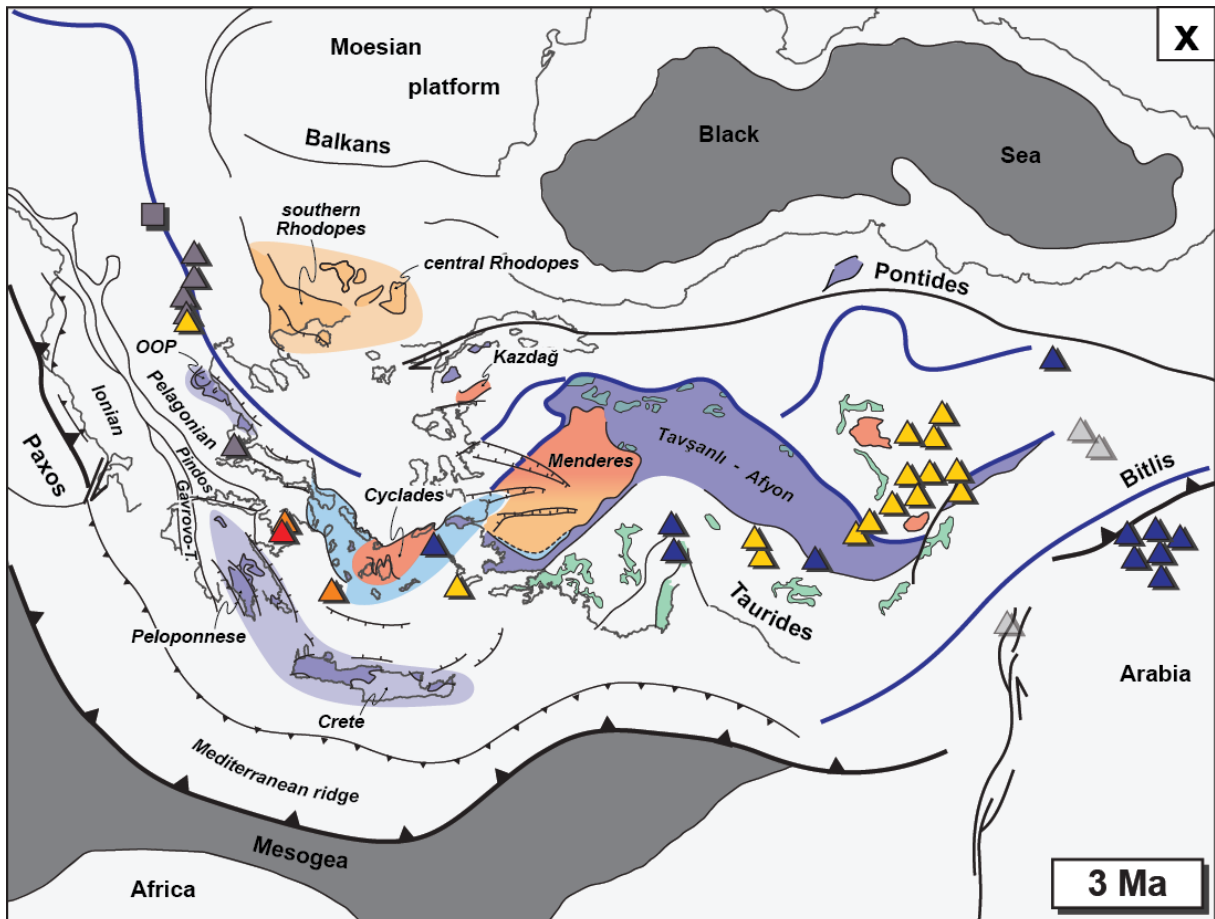 X
Moesian
platform
Balkans
Black
Sea
southern
Rhodopes
central Rhodopes
Pontides
OOP
Kazdağ
Ionian
Pelagonian
Pindos
Gavrovo-T.
Paxos
Tavşanlı - Afyon
Menderes
Cyclades
Bitlis
Taurides
Peloponnese
Crete
Arabia
Mediterranean ridge
Mesogea
Africa
3 Ma